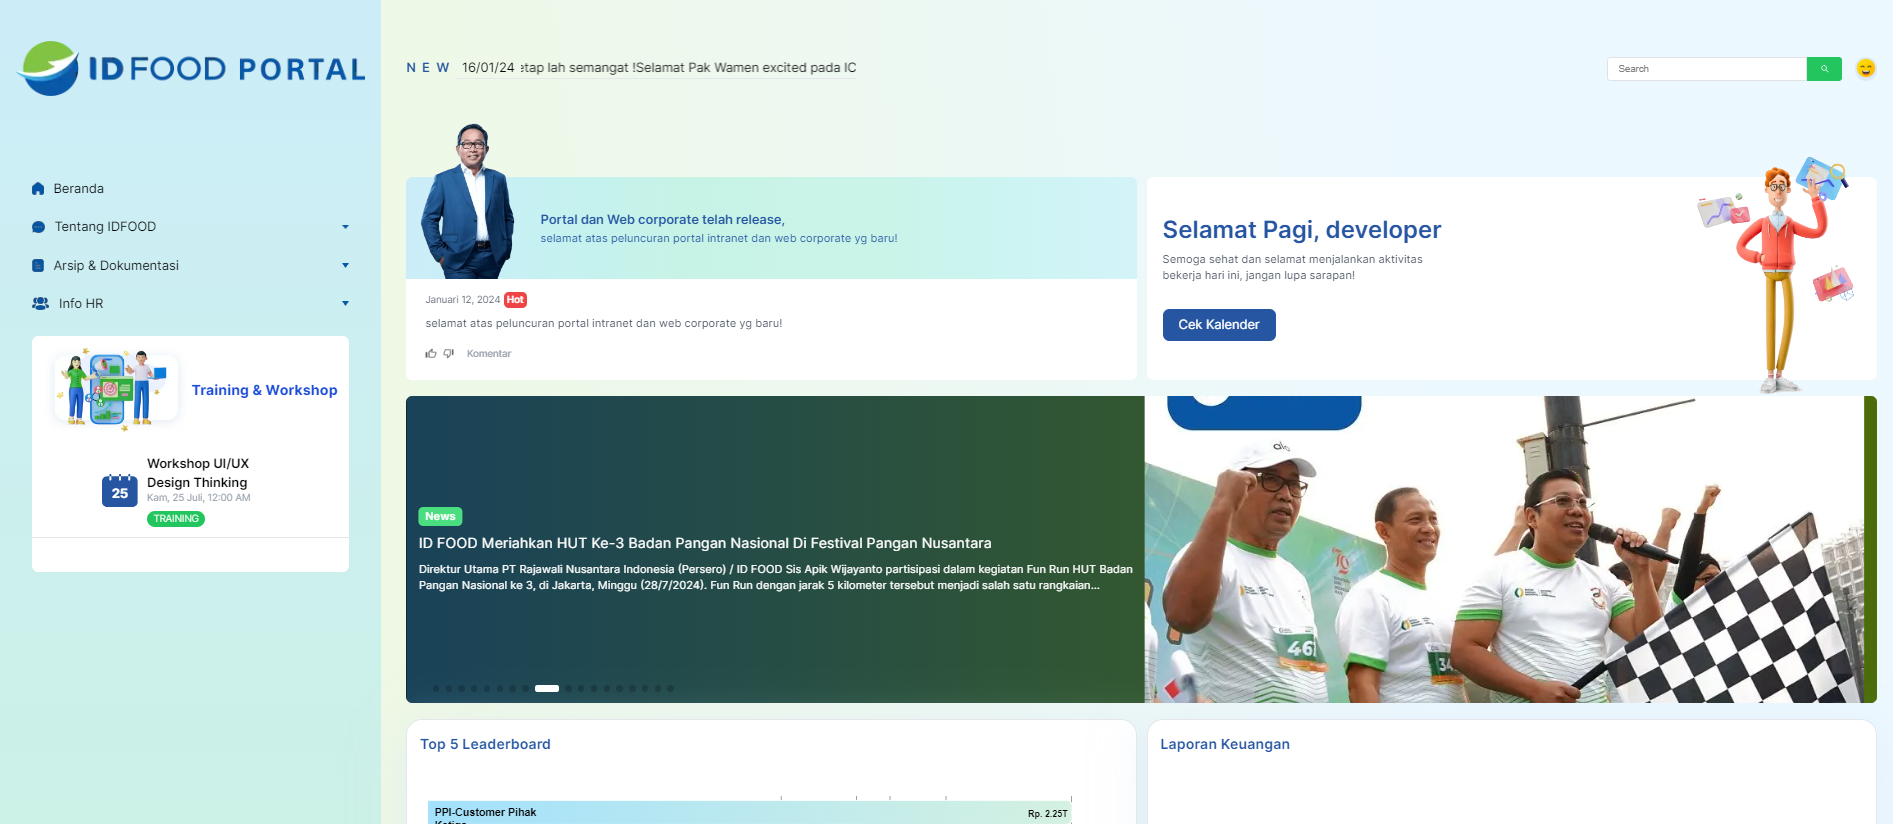 ID FOOD PORTAL
NEW 16/01/24 etap lah semangat !Selamat Pak Wamen excited pada IC
Search
Beranda
Tentang IDFOOD
Arsip & Dokumentasi
Info HR
Training & Workshop
25
Workshop UI/UX
Design Thinking
Kam, 25 Juli, 12:00 AM
TRAINING
Portal dan Web corporate telah release,
selamat atas peluncuran portal intranet dan web corporate yg baru!
Januari 12, 2024 Hot
selamat atas peluncuran portal intranet dan web corporate yg baru!
Komentar
Selamat Pagi, developer
Semoga sehat dan selamat menjalankan aktivitas
bekerja hari ini, jangan lupa sarapan!
Cek Kalender
News
ID FOOD Meriahkan HUT Ke-3 Badan Pangan Nasional Di Festival Pangan Nusantara
Direktur Utama PT Rajawali Nusantara Indonesia (Persero) / ID FOOD Sis Apik Wijayanto partisipasi dalam kegiatan Fun Run HUT Badan
Pangan Nasional ke 3, di Jakarta, Minggu (28/7/2024). Fun Run dengan jarak 5 kilometer tersebut menjadi salah satu rangkaian...
461
34
Top 5 Leaderboard
PPI-Customer Pihak
Rp. 2.25T
Laporan Keuangan